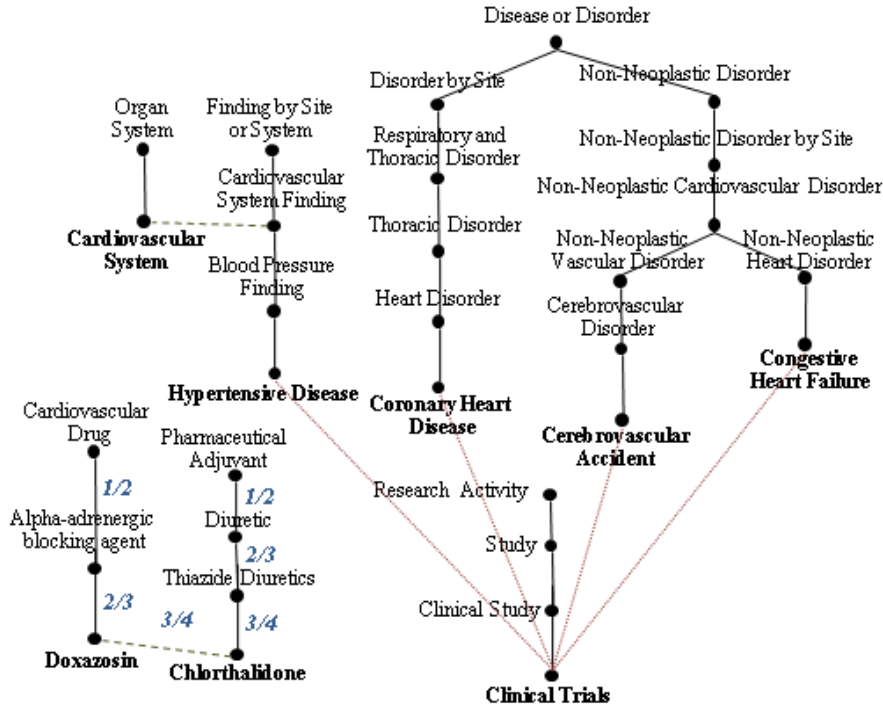 Disease or Disorder
Disorder by Site
Non-Neoplastic Disorder
Organ
System
Finding by Site
or System
Respiratory and
Thoracic Disorder
Non-Neoplastic Disorder by Site
Cardiovascular
System Finding
Non-Neoplastic Cardiovascular Disorder
Cardiovascular
System
Thoracic Disorder
Non-Neoplastic
Vascular Disorder
Non-Neoplastic
Heart Disorder
Blood Pressure
Finding
Heart Disorder
Cerebrovascular
Disorder
Congestive
Heart Failure
Hypertensive Disease
Coronary Heart
Disease
Cerebrovascular
Accident
Cardiovascular
Drug
Pharmaceutical
Adjuvant
1/2
1/2
Research Activity
Alpha-adrenergic
blocking agent
Diuretic
2/3
Study
Thiazide Diuretics
2/3
3/4
3/4
Clinical Study
Doxazosin
Chlorthalidone
Clinical Trials